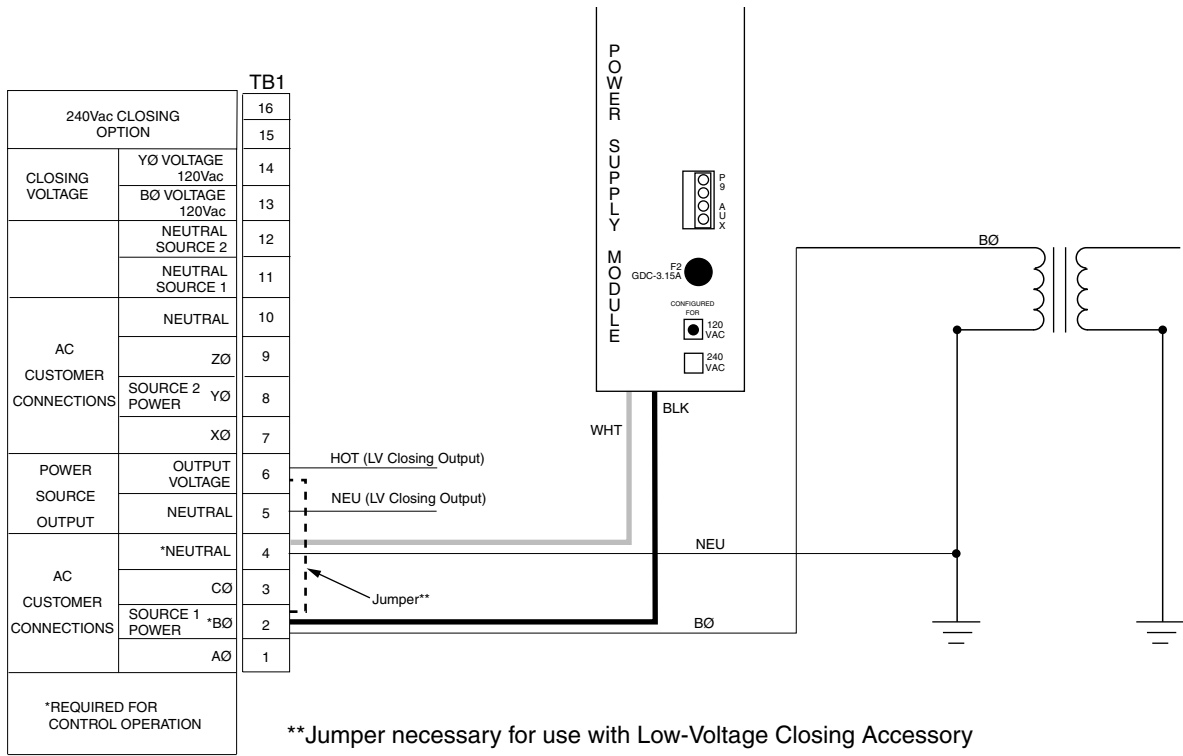 TB1
240Vac CLOSING
OPTION
16
15
CLOSING
VOLTAGE
YØ VOLTAGE
120Vac
14
BØ VOLTAGE
120Vac
13
NEUTRAL
SOURCE 2
12
NEUTRAL
SOURCE 1
11
AC
CUSTOMER
CONNECTIONS
NEUTRAL
10
ZØ
9
SOURCE 2
POWER
YØ
8
XØ
7
POWER
SOURCE
OUTPUT
OUTPUT
VOLTAGE
6
NEUTRAL
5
AC
CUSTOMER
CONNECTIONS
*NEUTRAL
4
CØ
3
SOURCE 1
POWER
*BØ
2
AØ
1
*REQUIRED FOR
CONTROL OPERATION
HOT (LV Closing Output)
NEU (LV Closing Output)
Jumper**
POWER SUPPLY MODULE
P9 AUX
F2
GDC-3.15A
CONFIGURED
FOR
120
VAC
240
VAC
WHT
BLK
BØ
NEU
BØ
**Jumper necessary for use with Low-Voltage Closing Accessory